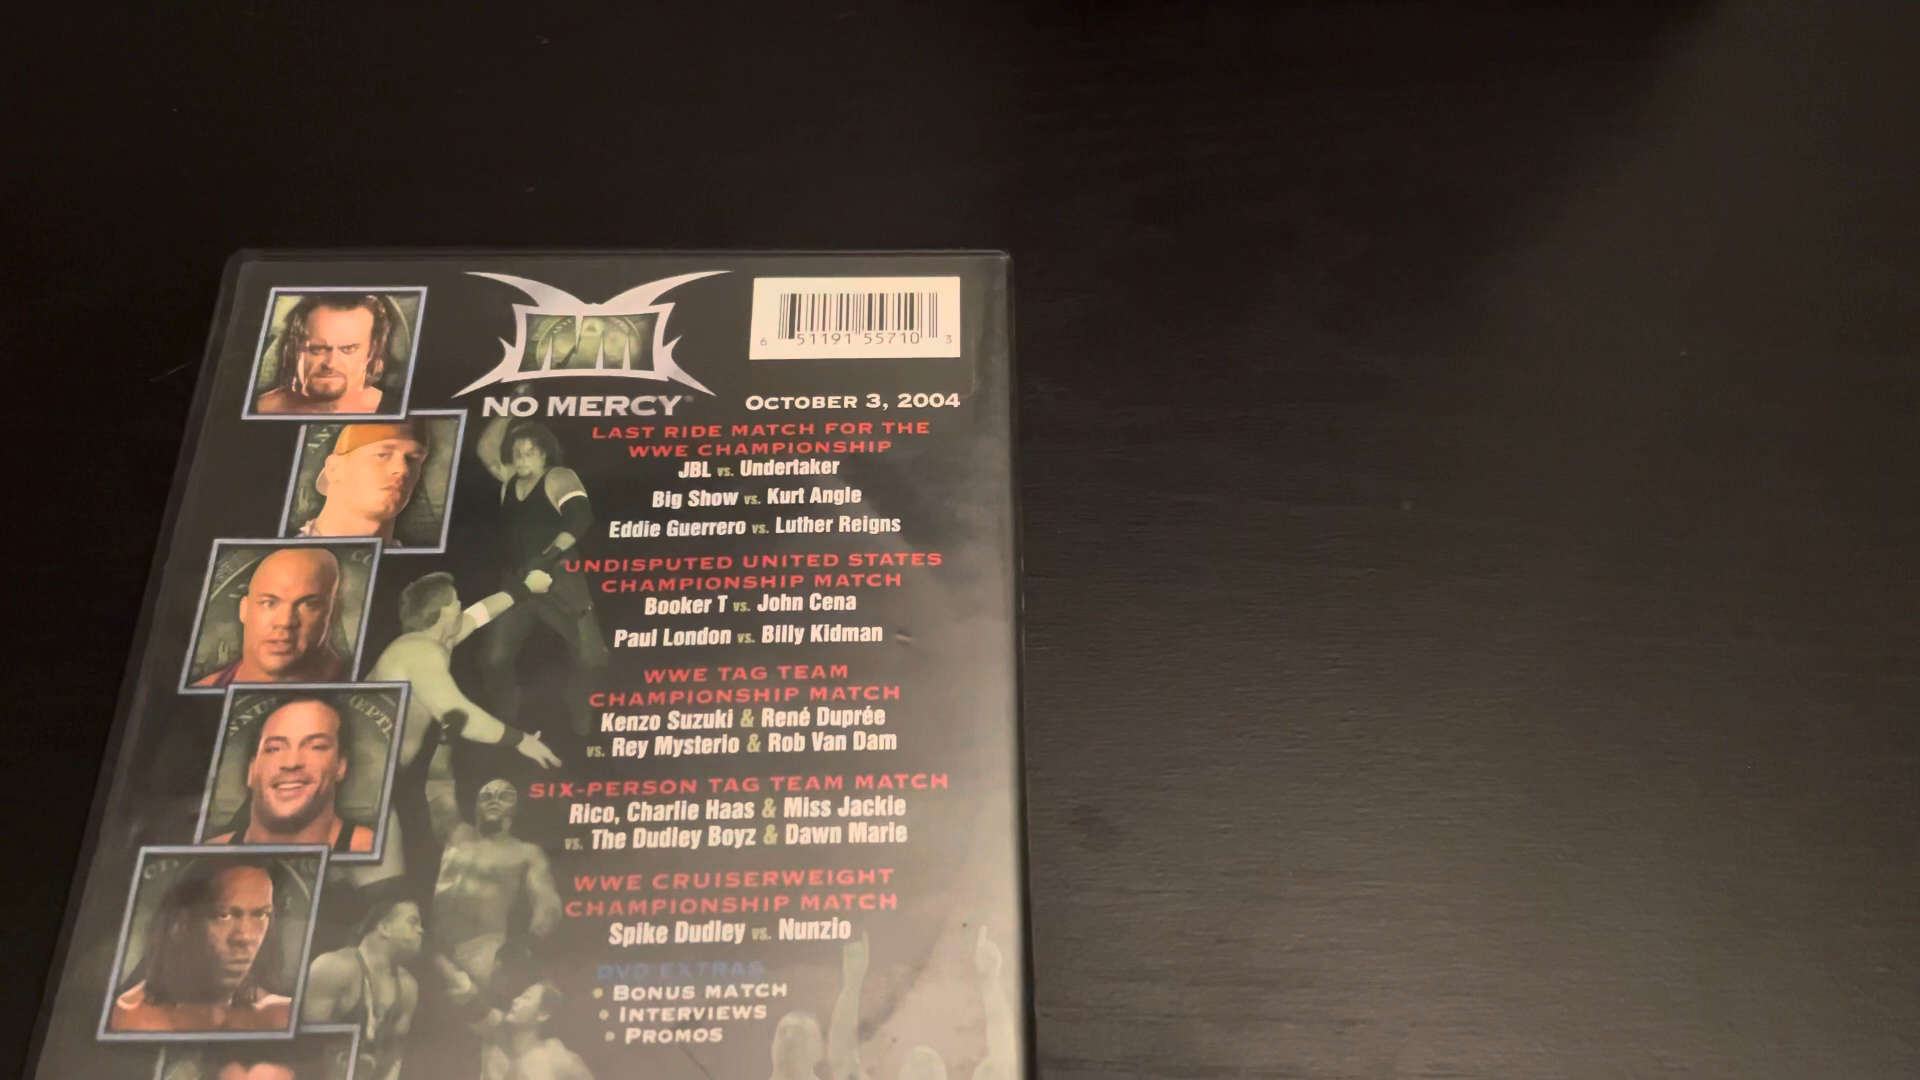 6 51191 55710 3
NO MERCY
OCTOBER 3, 2004
LAST RIDE MATCH FOR THE
WWE CHAMPIONSHIP
JBL vs. Undertaker
Big Show vs. Kurt Angle
Eddie Guerrero vs. Luther Reigns
UNDISPUTED UNITED STATES
CHAMPIONSHIP MATCH
Booker T vs. John Cena
Paul London vs. Billy Kidman
WWE TAG TEAM
CHAMPIONSHIP MATCH
Kenzo Suzuki & René Duprée
vs. Rey Mysterio & Rob Van Dam
SIX-PERSON TAG TEAM MATCH
Rico, Charlie Haas & Miss Jackie
vs. The Dudley Boyz & Dawn Marie
WWE CRUISERWEIGHT
CHAMPIONSHIP MATCH
Spike Dudley vs. Nunzio
DVD EXTRAS
• BONUS MATCH
• INTERVIEWS
• PROMOS